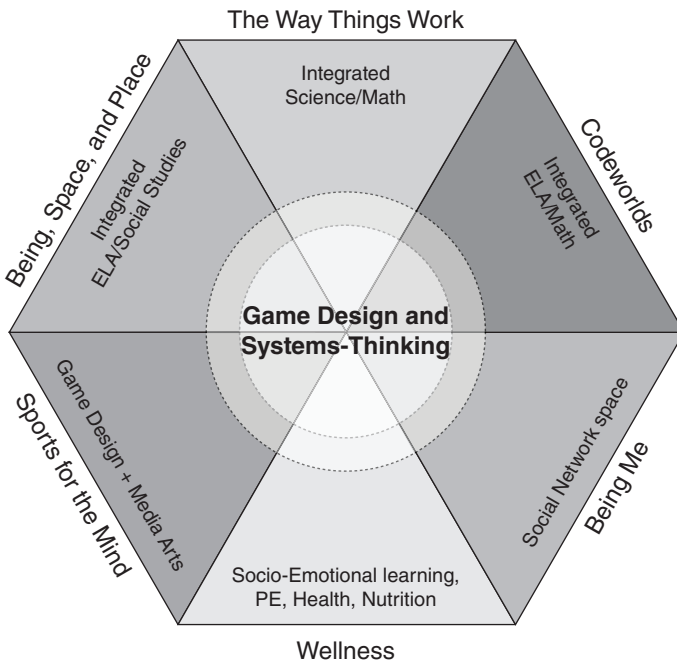 The Way Things Work
Integrated
Science/Math
Being, Space, and Place
Integrated
ELA/Social Studies
Codeworlds
Integrated
ELA/Math
Game Design and
Systems-Thinking
Sports for the Mind
Game Design + Media Arts
Social Network space
Being Me
Socio-Emotional learning,
PE, Health, Nutrition
Wellness